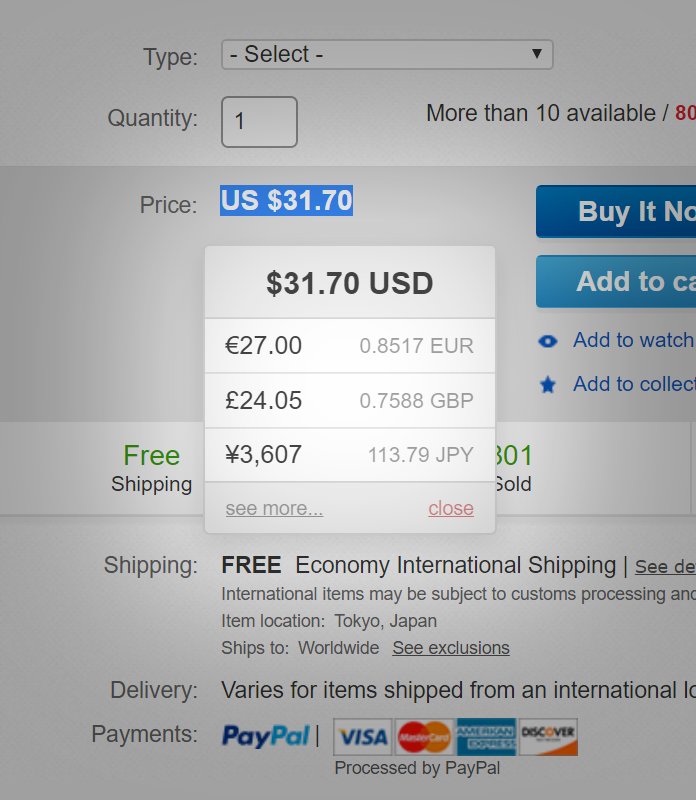 Type: - Select -
Quantity: 1 More than 10 available / 80
Price: US $31.70 Buy It No
$31.70 USD
Add to ca
€27.00 0.8517 EUR
Add to watch
£24.05 0.7588 GBP
Add to collect
¥3,607 113.79 JPY
Free 301
Shipping Sold
see more... close
Shipping: FREE Economy International Shipping | See de
International items may be subject to customs processing and
Item location: Tokyo, Japan
Ships to: Worldwide See exclusions
Delivery: Varies for items shipped from an international lo
Payments: PayPal | VISA MasterCard AMERICAN EXPRESS DISCOVER
Processed by PayPal